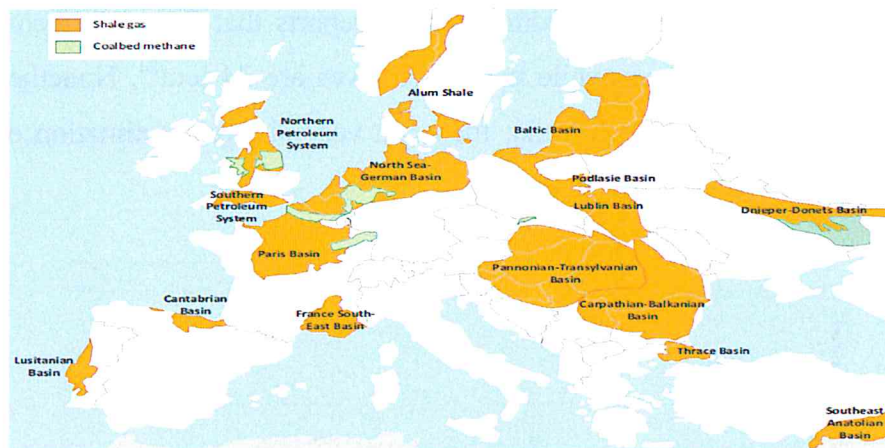 Shale gas
Coalbed methane
Alum Shale
Northern
Petroleum
System
Baltic Basin
North Sea-
German Basin
Podlasie Basin
Southern
Petroleum
System
Lublin Basin
Dnieper-Donets Basin
Paris Basin
Pannonian-Transylvanian
Basin
Cantabrian
Basin
France South-
East Basin
Carpathian-Balkanian
Basin
Lusitanian
Basin
Thrace Basin
Southeast
Anatolian
Basin